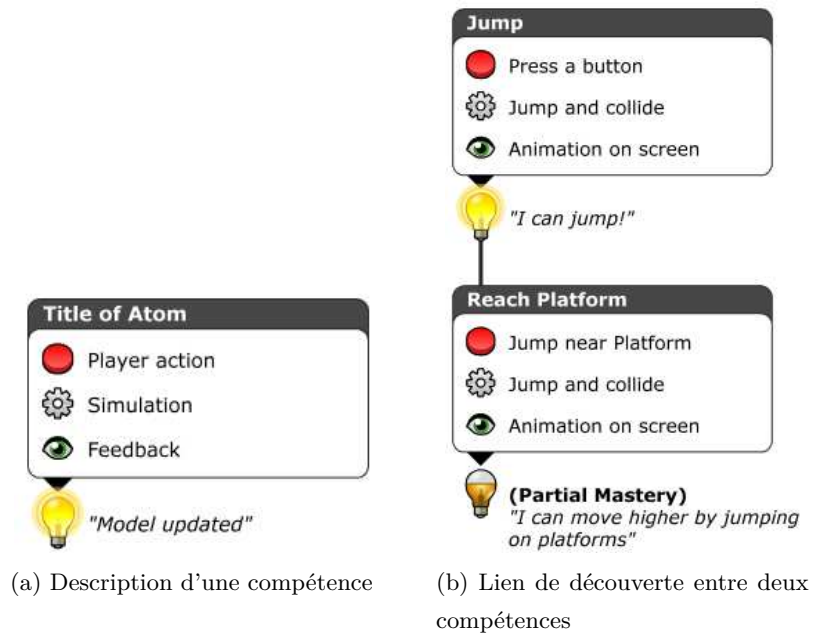 Jump
Press a button
Jump and collide
Animation on screen
"I can jump!"
Title of Atom
Player action
Simulation
Feedback
"Model updated"
Reach Platform
Jump near Platform
Jump and collide
Animation on screen
(Partial Mastery)
"I can move higher by jumping
on platforms"
(a) Description d'une compétence
(b) Lien de découverte entre deux
compétences